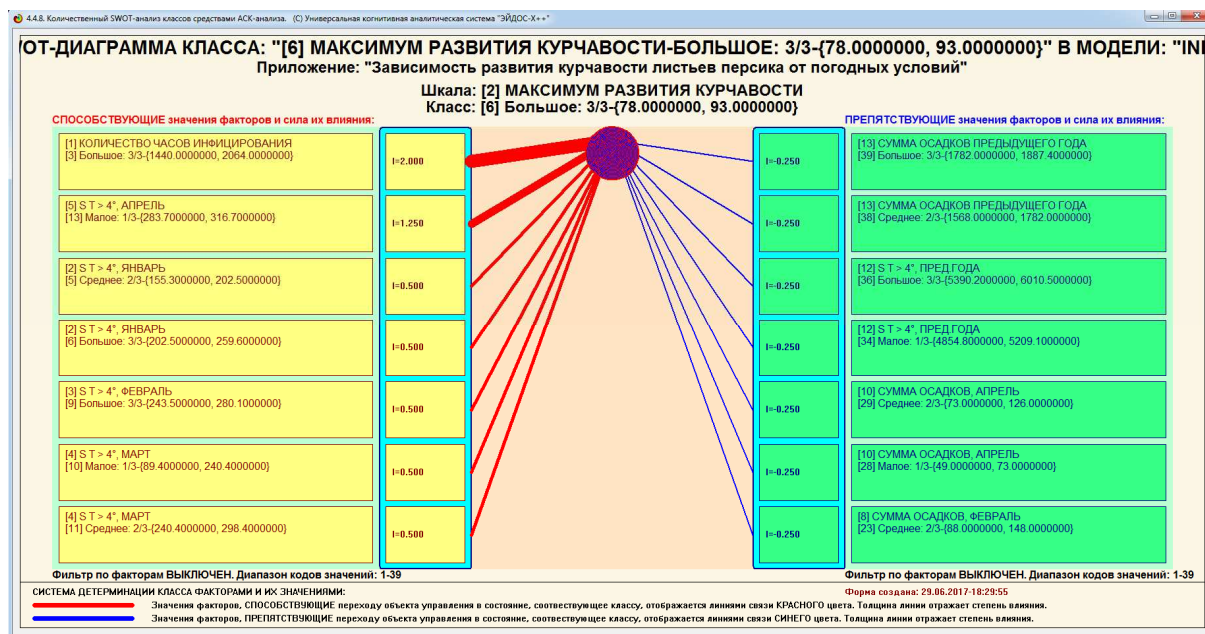 4.4.8. Количественный SWOT-анализ классов средствами АСК-анализа. (С) Универсальная когнитивная аналитическая система "ЭЙДОС-Х++"
ОТ-ДИАГРАММА КЛАССА: "[6] МАКСИМУМ РАЗВИТИЯ КУРЧАВОСТИ-БОЛЬШОЕ: 3/3-{78.0000000, 93.0000000}" В МОДЕЛИ: "INF
Приложение: "Зависимость развития курчавости листьев персика от погодных условий"
Шкала: [2] МАКСИМУМ РАЗВИТИЯ КУРЧАВОСТИ
Класс: [6] Большое: 3/3-{78.0000000, 93.0000000}
СПОСОБСТВУЮЩИЕ значения факторов и сила их влияния:
[1] КОЛИЧЕСТВО ЧАСОВ ИНФИЦИРОВАНИЯ
[3] Большое: 3/3-{1440.0000000, 2064.0000000}
I=2.000
[5] S T > 4°, АПРЕЛЬ
[13] Малое: 1/3-{283.7000000, 316.7000000}
I=1.250
[2] S T > 4°, ЯНВАРЬ
[5] Среднее: 2/3-{155.3000000, 202.5000000}
I=0.500
[2] S T > 4°, ЯНВАРЬ
[6] Большое: 3/3-{202.5000000, 259.6000000}
I=0.500
[3] S T > 4°, ФЕВРАЛЬ
[9] Большое: 3/3-{243.5000000, 280.1000000}
I=0.500
[4] S T > 4°, МАРТ
[10] Малое: 1/3-{89.4000000, 240.4000000}
I=0.500
[4] S T > 4°, МАРТ
[11] Среднее: 2/3-{240.4000000, 298.4000000}
I=0.500
Фильтр по факторам ВЫКЛЮЧЕН. Диапазон кодов значений: 1-39
ПРЕПЯТСТВУЮЩИЕ значения факторов и сила их влияния:
I=-0.250
[13] СУММА ОСАДКОВ ПРЕДЫДУЩЕГО ГОДА
[39] Большое: 3/3-{1782.0000000, 1887.4000000}
I=-0.250
[13] СУММА ОСАДКОВ ПРЕДЫДУЩЕГО ГОДА
[38] Среднее: 2/3-{1568.0000000, 1782.0000000}
I=-0.250
[12] S T > 4°, ПРЕД.ГОДА
[36] Большое: 3/3-{5390.2000000, 6010.5000000}
I=-0.250
[12] S T > 4°, ПРЕД.ГОДА
[34] Малое: 1/3-{4854.8000000, 5209.1000000}
I=-0.250
[10] СУММА ОСАДКОВ, АПРЕЛЬ
[29] Среднее: 2/3-{73.0000000, 126.0000000}
I=-0.250
[10] СУММА ОСАДКОВ, АПРЕЛЬ
[28] Малое: 1/3-{49.0000000, 73.0000000}
I=-0.250
[8] СУММА ОСАДКОВ, ФЕВРАЛЬ
[23] Среднее: 2/3-{88.0000000, 148.0000000}
Фильтр по факторам ВЫКЛЮЧЕН. Диапазон кодов значений: 1-39
СИСТЕМА ДЕТЕРМИНАЦИИ КЛАССА ФАКТОРАМИ И ИХ ЗНАЧЕНИЯМИ:
Форма создана: 29.06.2017-18:29:55
Значения факторов, СПОСОБСТВУЮЩИЕ переходу объекта управления в состояние, соотвествующее классу, отображается линиями связи КРАСНОГО цвета. Толщина линии отражает степень влияния.
Значения факторов, ПРЕПЯТСТВУЮЩИЕ переходу объекта управления в состояние, соотвествующее классу, отображается линиями связи СИНЕГО цвета. Толщина линии отражает степень влияния.